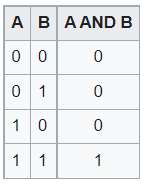 A B A AND B
0 0 0
0 1 0
1 0 0
1 1 1